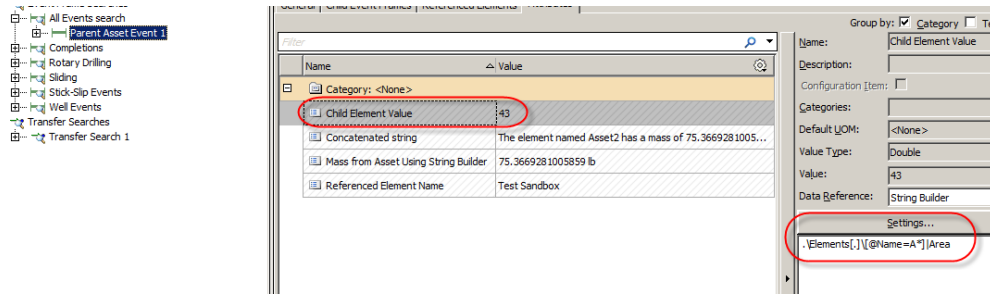 All Events search
Parent Asset Event 1
Completions
Rotary Drilling
Sliding
Stick-Slip Events
Well Events
Transfer Searches
Transfer Search 1
General Child Event Frames Referenced Elements
Filter
Name Value
Category: <None>
Child Element Value 43
Concatenated string The element named Asset2 has a mass of 75.3669281005...
Mass from Asset Using String Builder 75.3669281005859 lb
Referenced Element Name Test Sandbox
Group by: Category
Name: Child Element Value
Description:
Configuration Item:
Categories:
Default UOM: <None>
Value Type: Double
Value: 43
Data Reference: String Builder
Settings...
.\Elements[.]\[@Name=A*]|Area